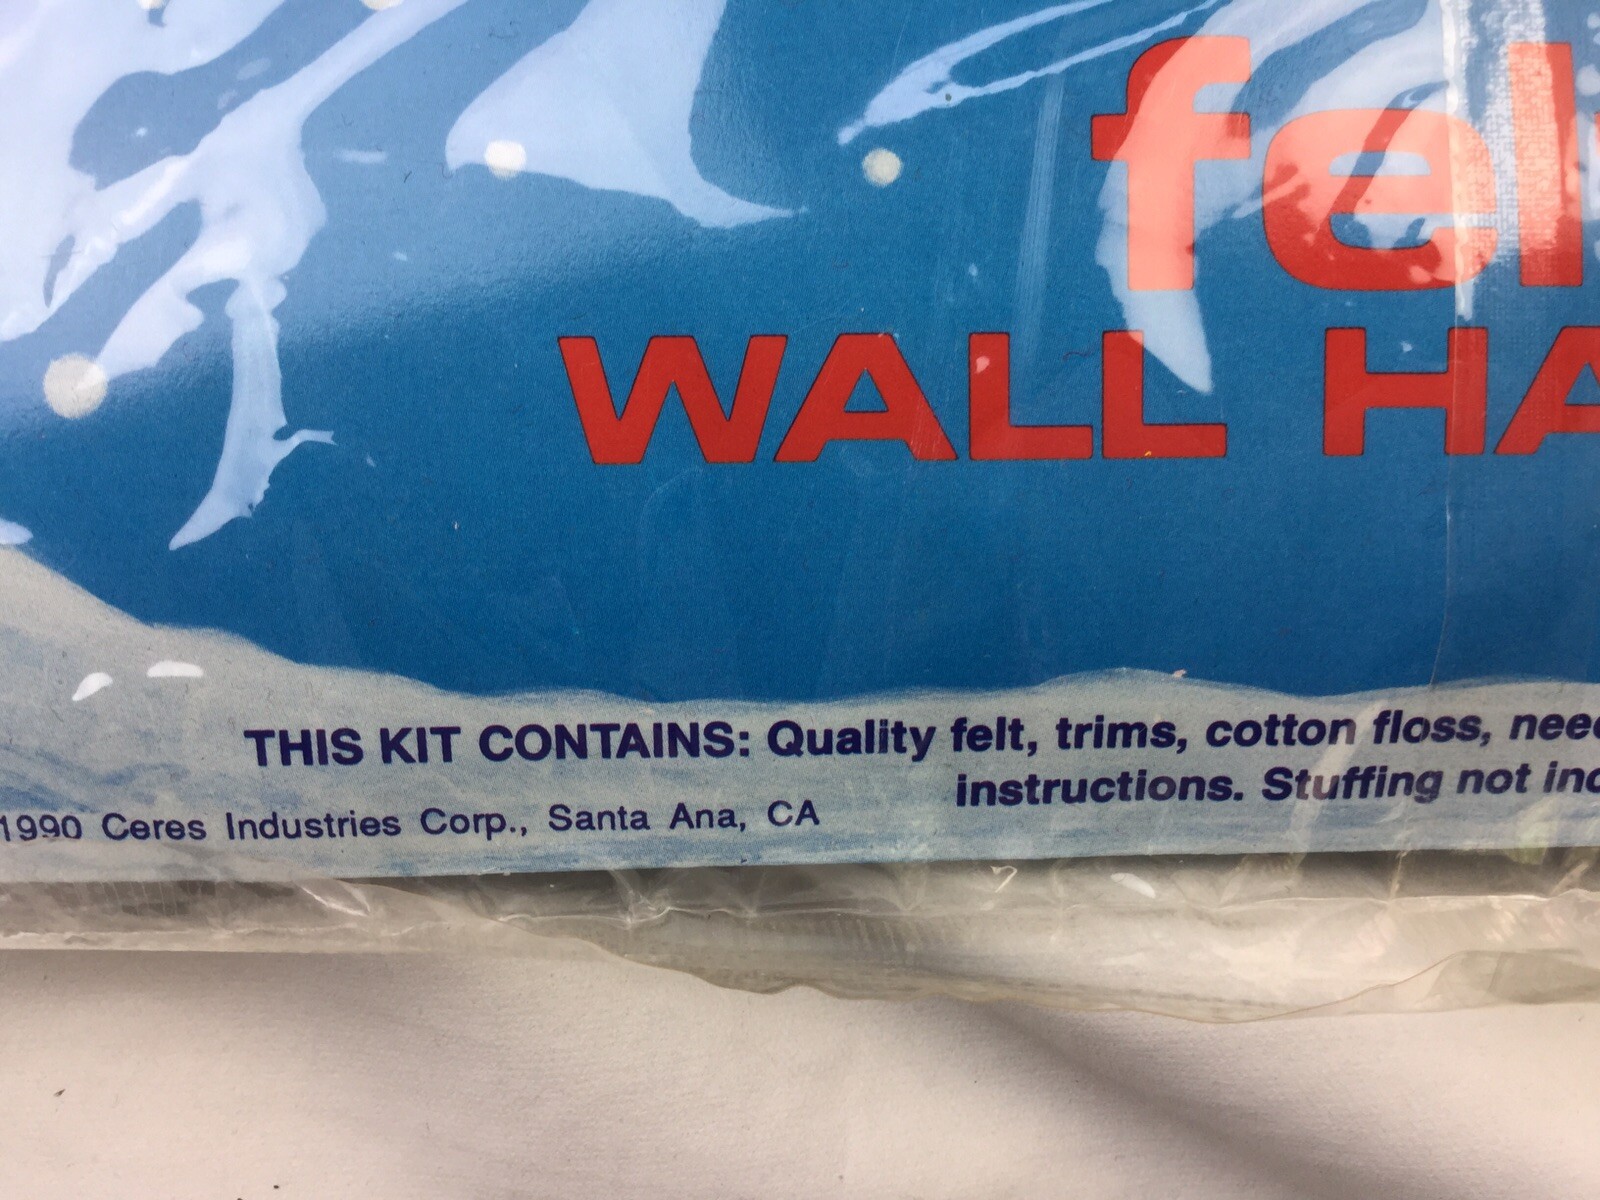 fel
WALL HA
THIS KIT CONTAINS: Quality felt, trims, cotton floss, need
instructions. Stuffing not inc
1990 Ceres Industries Corp., Santa Ana, CA